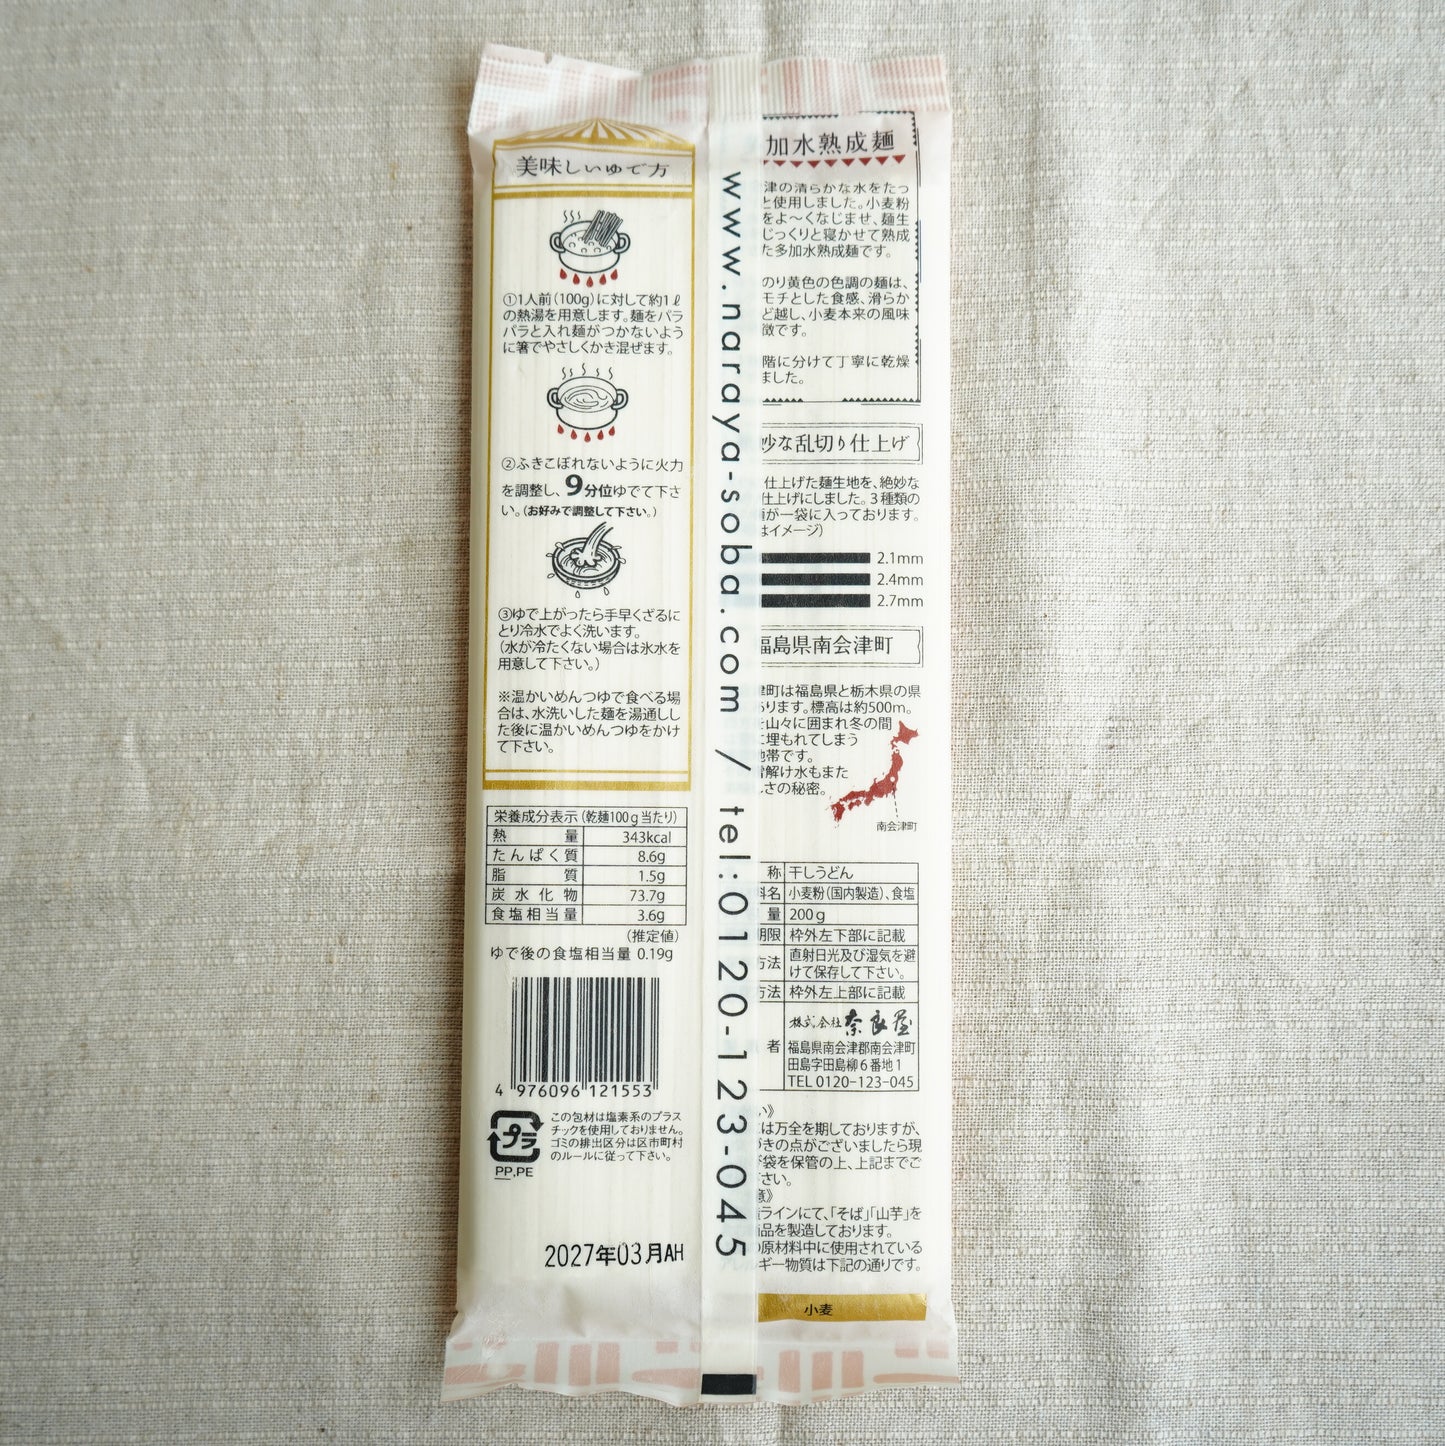 美味しいゆで方
①1人前(100g)に対して約1ℓ
の熱湯を用意します。麺をパラ
パラと入れ麺がつかないよう
に箸でやさしくかき混ぜます。
②ふきこぼれないように火力
を調整し、9分位ゆでて下さ
い。(お好みで調整して下さい。)
③ゆで上がったら手早くざるに
とり冷水でよく洗います。
(水が冷たくない場合は氷水を
用意して下さい。)
※温かいめんつゆで食べる場
合は、水洗いした麺を湯通しし
た後に温かいめんつゆをかけ
て下さい。
栄養成分表示(乾麺100g当たり)
熱量 343kcal
たんぱく質 8.6g
脂質 1.5g
炭水化物 73.7g
食塩相当量 3.6g
(推定値)
ゆで後の食塩相当量 0.19g
4 976096 121553
プラ
PP,PE
この包材は塩素系のプラス
チックを使用しておりません。
ゴミの排出区分は区市町村
のルールに従って下さい。
2027年03月AH
www.naraya-soba.com / tel:0120-123-045
加水熟成麺
津の清らかな水をたっ
と使用しました。小麦粉
をよ〜くなじませ、麺生
じっくりと寝かせて熟成
た多加水熟成麺です。
のり黄色の色調の麺は、
モチとした食感、滑らか
ど越し、小麦本来の風味
徴です。
階に分けて丁寧に乾燥
ました。
妙な乱切り仕上げ
仕上げた麺生地を、絶妙な
仕上げにしました。3種類の
が一袋に入っております。
はイメージ)
2.1mm
2.4mm
2.7mm
福島県南会津町
津町は福島県と栃木県の県
あります。標高は約500m。
を山々に囲まれ冬の間
に埋もれてしまう
地帯です。
雪解け水もまた
しさの秘密。
南会津町
称 干しうどん
料名 小麦粉(国内製造)、食塩
量 200g
期限 枠外左下部に記載
方法 直射日光及び湿気を避
けて保存して下さい。
方法 枠外左上部に記載
者 株式会社奈良屋
福島県南会津郡南会津町
田島字田島柳6番地1
TEL 0120-123-045
い》
は万全を期しておりますが、
づきの点がございましたら現
袋を保管の上、上記までご
さい。
意》
ラインにて、「そば」「山芋」を
品を製造しております。
原材料中に使用されている
アレルギー物質は下記の通りです。
小麦